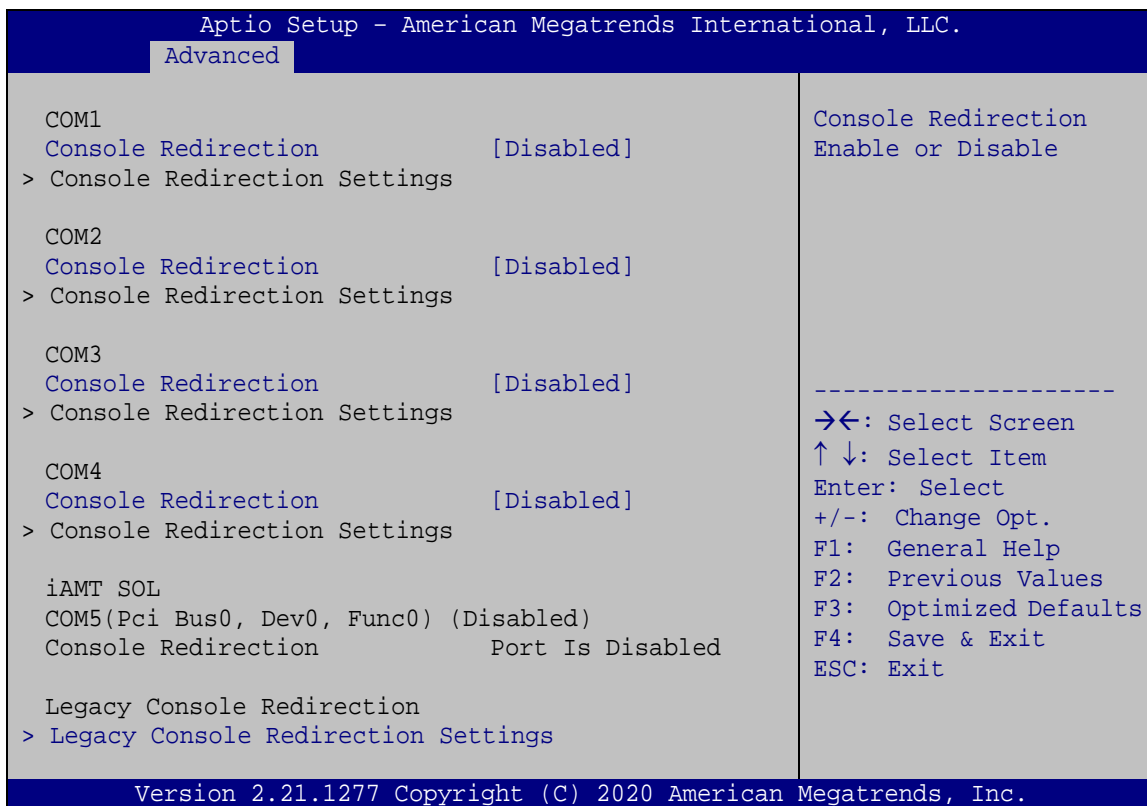 Aptio Setup – American Megatrends International, LLC.
Advanced
COM1
Console Redirection [Disabled]
> Console Redirection Settings
COM2
Console Redirection [Disabled]
> Console Redirection Settings
COM3
Console Redirection [Disabled]
> Console Redirection Settings
COM4
Console Redirection [Disabled]
> Console Redirection Settings
iAMT SOL
COM5(Pci Bus0, Dev0, Func0) (Disabled)
Console Redirection Port Is Disabled
Legacy Console Redirection
> Legacy Console Redirection Settings
Console Redirection
Enable or Disable
---------------------
→←: Select Screen
↑ ↓: Select Item
Enter: Select
+/-: Change Opt.
F1: General Help
F2: Previous Values
F3: Optimized Defaults
F4: Save & Exit
ESC: Exit
Version 2.21.1277 Copyright (C) 2020 American Megatrends, Inc.